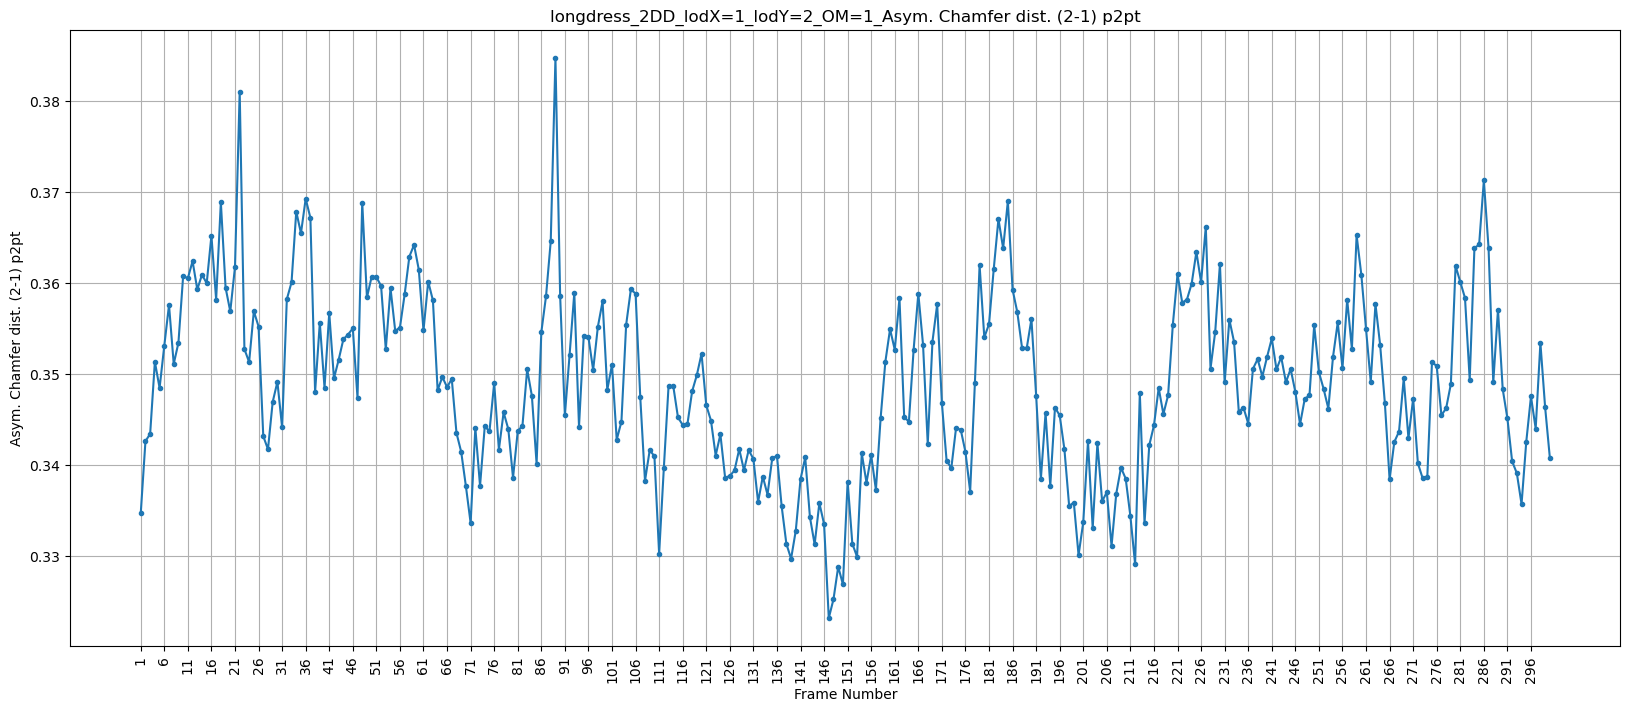 longdress_2DD_lodX=1_lodY=2_OM=1_Asym. Chamfer dist. (2-1) p2pt
Asym. Chamfer dist. (2-1) p2pt
0.38
0.37
0.36
0.35
0.34
0.33
1 6 11 16 21 26 31 36 41 46 51 56 61 66 71 76 81 86 91 96 101 106 111 116 121 126 131 136 141 146 151 156 161 166 171 176 181 186 191 196 201 206 211 216 221 226 231 236 241 246 251 256 261 266 271 276 281 286 291 296
Frame Number